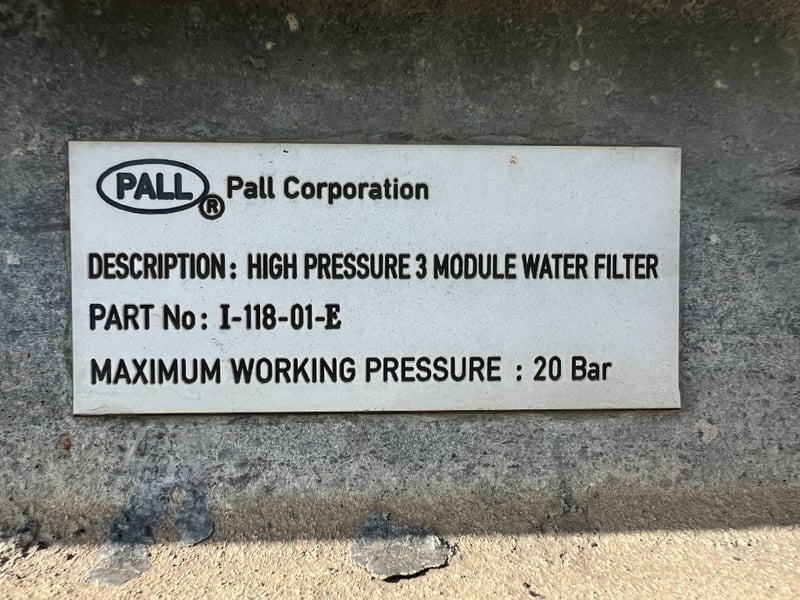 PALL ® Pall Corporation
DESCRIPTION: HIGH PRESSURE 3 MODULE WATER FILTER
PART No: I-118-01-E
MAXIMUM WORKING PRESSURE : 20 Bar